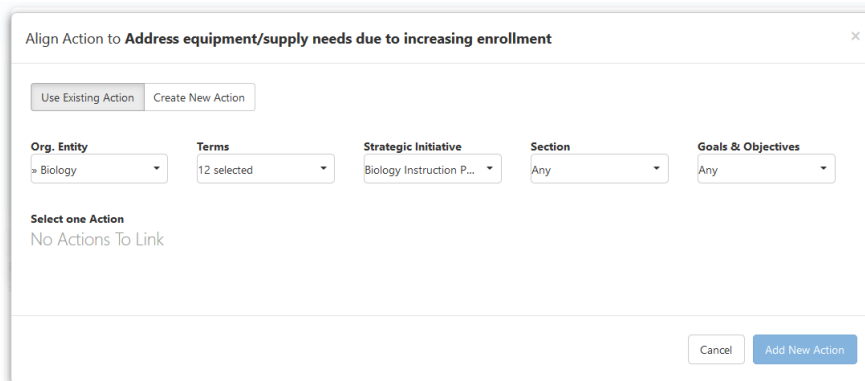 Align Action to Address equipment/supply needs due to increasing enrollment ×
Use Existing Action Create New Action
Org. Entity Terms Strategic Initiative Section Goals & Objectives
» Biology 12 selected Biology Instruction P... Any Any
Select one Action
No Actions To Link
Cancel Add New Action